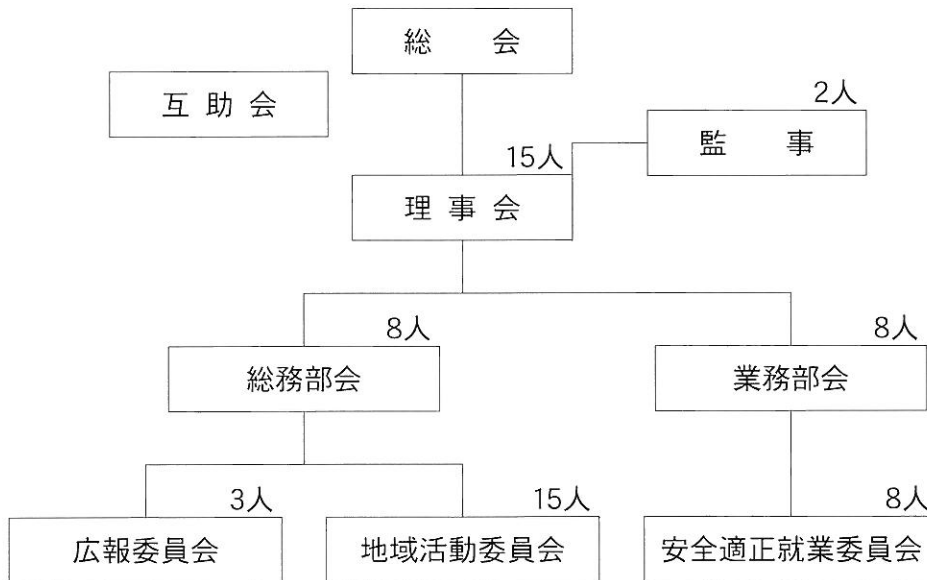 総　会
互 助 会
2人
監　事
15人
理 事 会
8人
8人
総務部会
業務部会
3人
15人
8人
広報委員会
地域活動委員会
安全適正就業委員会